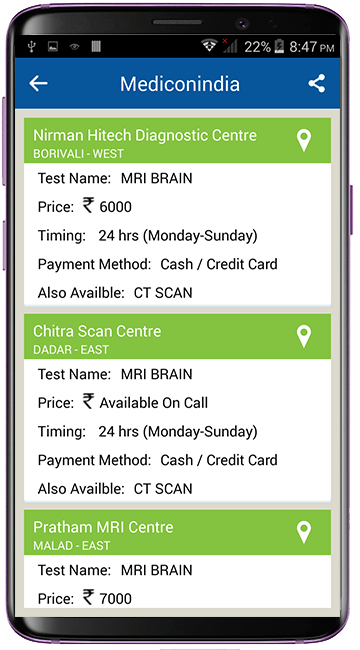 22% 8:47 PM
Mediconindia
Nirman Hitech Diagnostic Centre
BORIVALI - WEST
Test Name: MRI BRAIN
Price: ₹ 6000
Timing: 24 hrs (Monday-Sunday)
Payment Method: Cash / Credit Card
Also Availble: CT SCAN
Chitra Scan Centre
DADAR - EAST
Test Name: MRI BRAIN
Price: ₹ Available On Call
Timing: 24 hrs (Monday-Sunday)
Payment Method: Cash / Credit Card
Also Availble: CT SCAN
Pratham MRI Centre
MALAD - EAST
Test Name: MRI BRAIN
Price: ₹ 7000